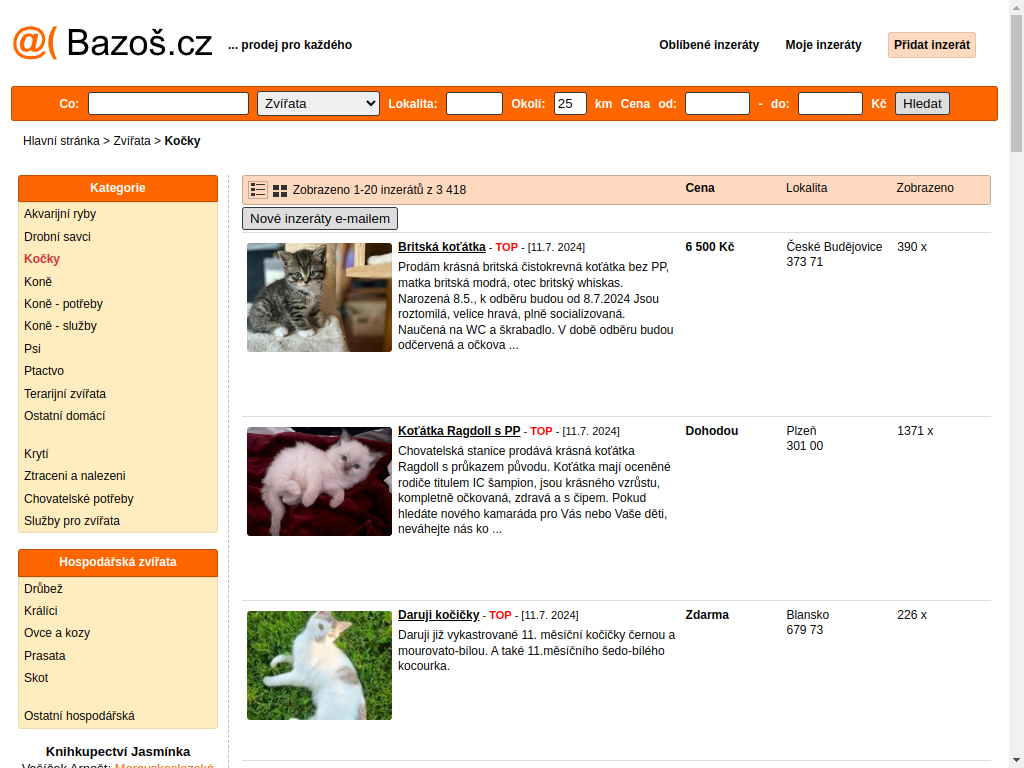 @( Bazoš.cz ... prodej pro každého Oblíbené inzeráty Moje inzeráty Přidat inzerát
Co: Zvířata Lokalita: Okolí: 25 km Cena od: - do: Kč Hledat
Hlavní stránka > Zvířata > Kočky
Kategorie
Akvarijní ryby
Drobní savci
Kočky
Koně
Koně - potřeby
Koně - služby
Psi
Ptactvo
Terarijní zvířata
Ostatní domácí
Krytí
Ztraceni a nalezeni
Chovatelské potřeby
Služby pro zvířata
Hospodářská zvířata
Drůbež
Králíci
Ovce a kozy
Prasata
Skot
Ostatní hospodářská
Knihkupectví Jasmínka
Zobrazeno 1-20 inzerátů z 3 418 Cena Lokalita Zobrazeno
Nové inzeráty e-mailem
Britská koťátka - TOP - [11.7. 2024] 6 500 Kč České Budějovice 390 x
373 71
Prodám krásná britská čistokrevná koťátka bez PP,
matka britská modrá, otec britský whiskas.
Narozená 8.5., k odběru budou od 8.7.2024 Jsou
roztomilá, velice hravá, plně socializovaná.
Naučená na WC a škrabadlo. V době odběru budou
odčervená a očkova ...
Koťátka Ragdoll s PP - TOP - [11.7. 2024] Dohodou Plzeň 1371 x
301 00
Chovatelská stanice prodává krásná koťátka
Ragdoll s průkazem původu. Koťátka mají oceněné
rodiče titulem IC šampion, jsou krásného vzrůstu,
kompletně očkovaná, zdravá a s čipem. Pokud
hledáte nového kamaráda pro Vás nebo Vaše děti,
neváhejte nás ko ...
Daruji kočičky - TOP - [11.7. 2024] Zdarma Blansko 226 x
679 73
Daruji již vykastrované 11. měsíční kočičky černou a
mourovato-bílou. A také 11.měsíčního šedo-bílého
kocourka.